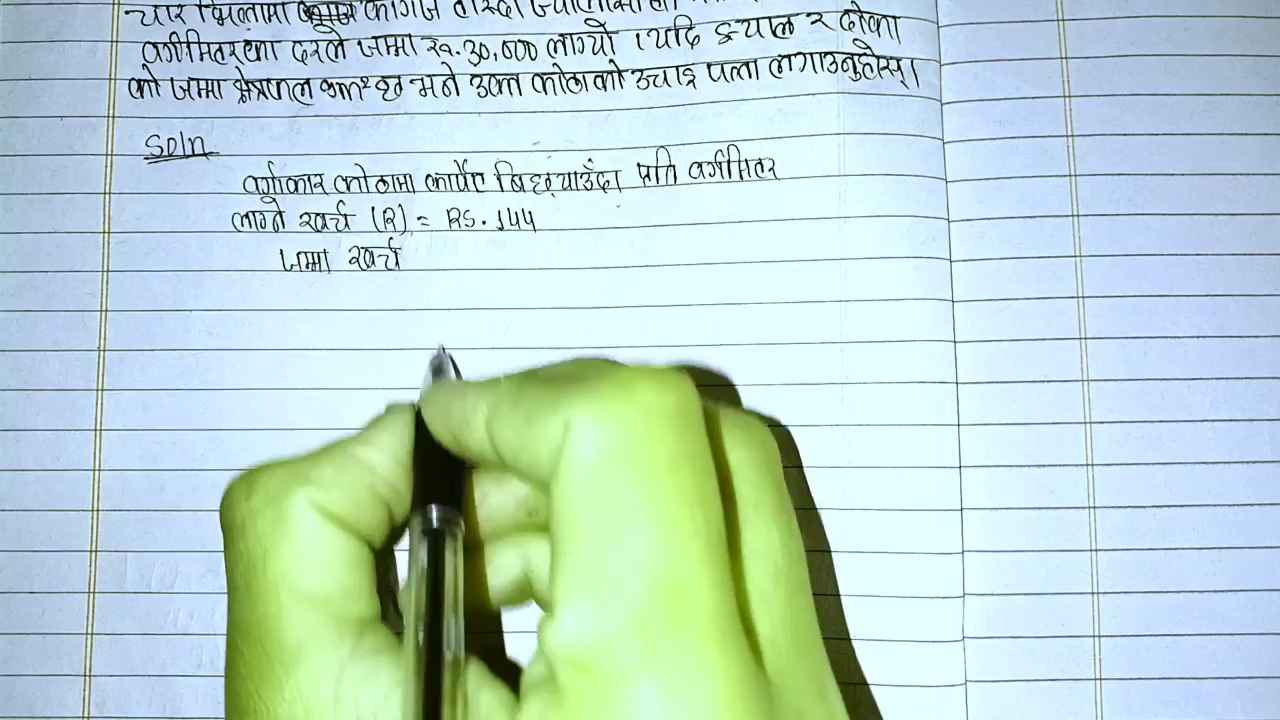 चार भित्तामा कागज टाँस्दा
वर्गमिटरका दरले जम्मा रु. 30,000 लाग्यो । यदि झ्याल र ढोका
को जम्मा क्षेत्रफल छ भने उक्त कोठाको उचाइ पत्ता लगाउनुहोस् ।
Soln
वर्गाकार कोठामा कार्पेट बिछ्याउँदा प्रति वर्गमिटर
लाग्ने खर्च (R) = RS. 144
जम्मा खर्च